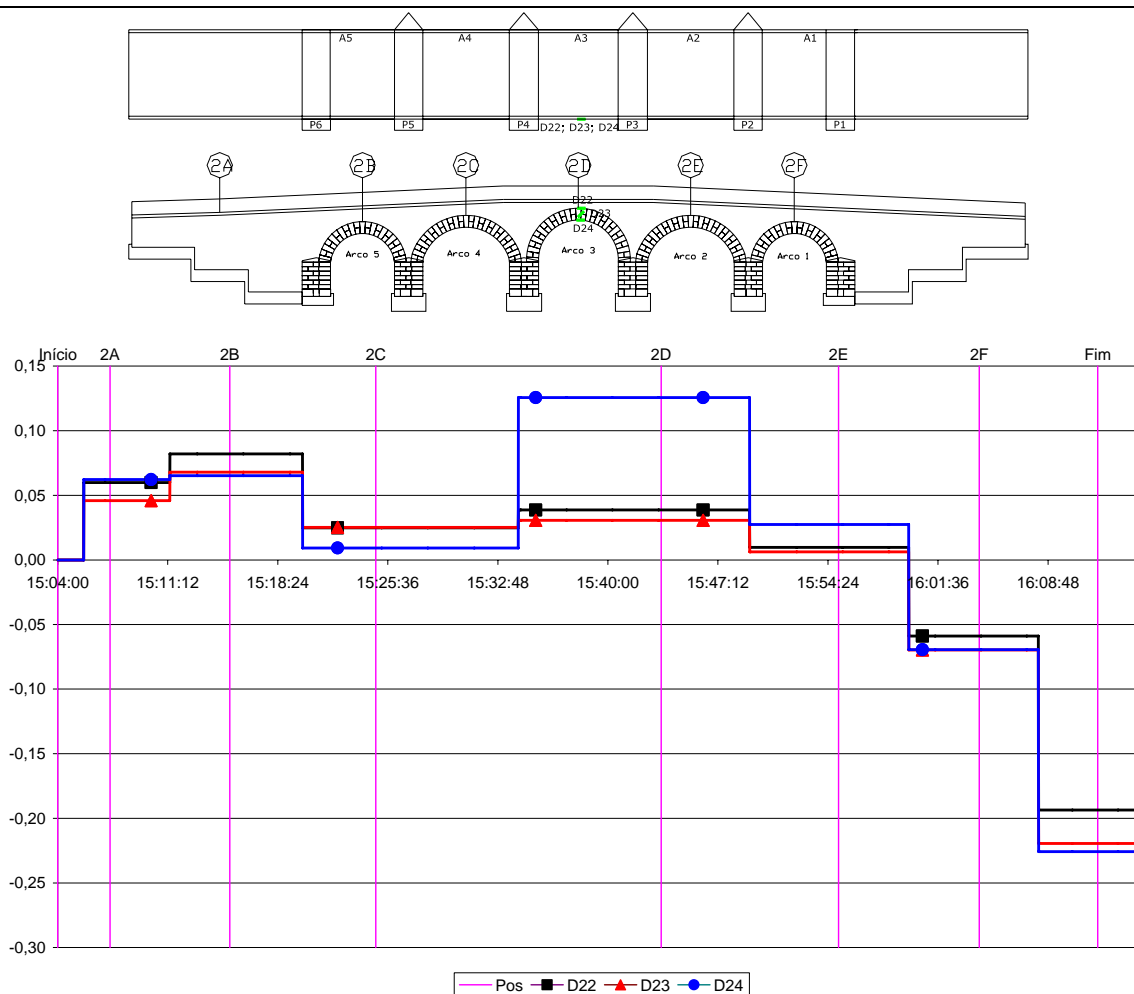 A5 A4 A3 A2 A1
P6 P5 P4 D22; D23; D24 P3 P2 P1
2A 2B 2C 2D 2E 2F
D22
D24
Arco 5 Arco 4 Arco 3 Arco 2 Arco 1
Início 2A 2B 2C 2D 2E 2F Fim
0,15
0,10
0,05
0,00
15:04:00 15:11:12 15:18:24 15:25:36 15:32:48 15:40:00 15:47:12 15:54:24 16:01:36 16:08:48
-0,05
-0,10
-0,15
-0,20
-0,25
-0,30
Pos D22 D23 D24